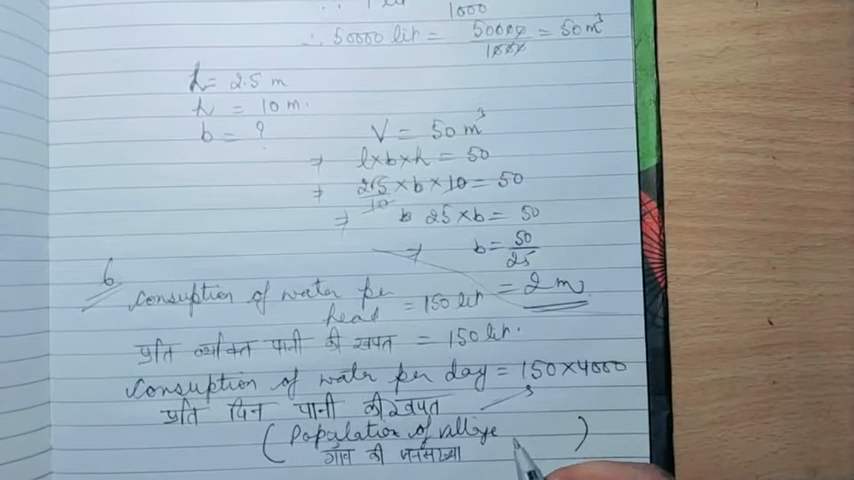 1000
∴ 50000 lit = 50000/1000 = 50 m³
l = 2.5 m
h = 10 m.
b = ?
V = 50 m³
⇒ l×b×h = 50
⇒ 25/10 × b × 10 = 50
⇒ 25 × b = 50
⇒ b = 50/25
= 2 m
6
Consuption of water per head = 150 lit
प्रति व्यक्ति पानी की खपत = 150 lit.
Consuption of water per day = 150×4000
प्रति दिन पानी की खपत
(Population of village )
गाँव की जनसंख्या